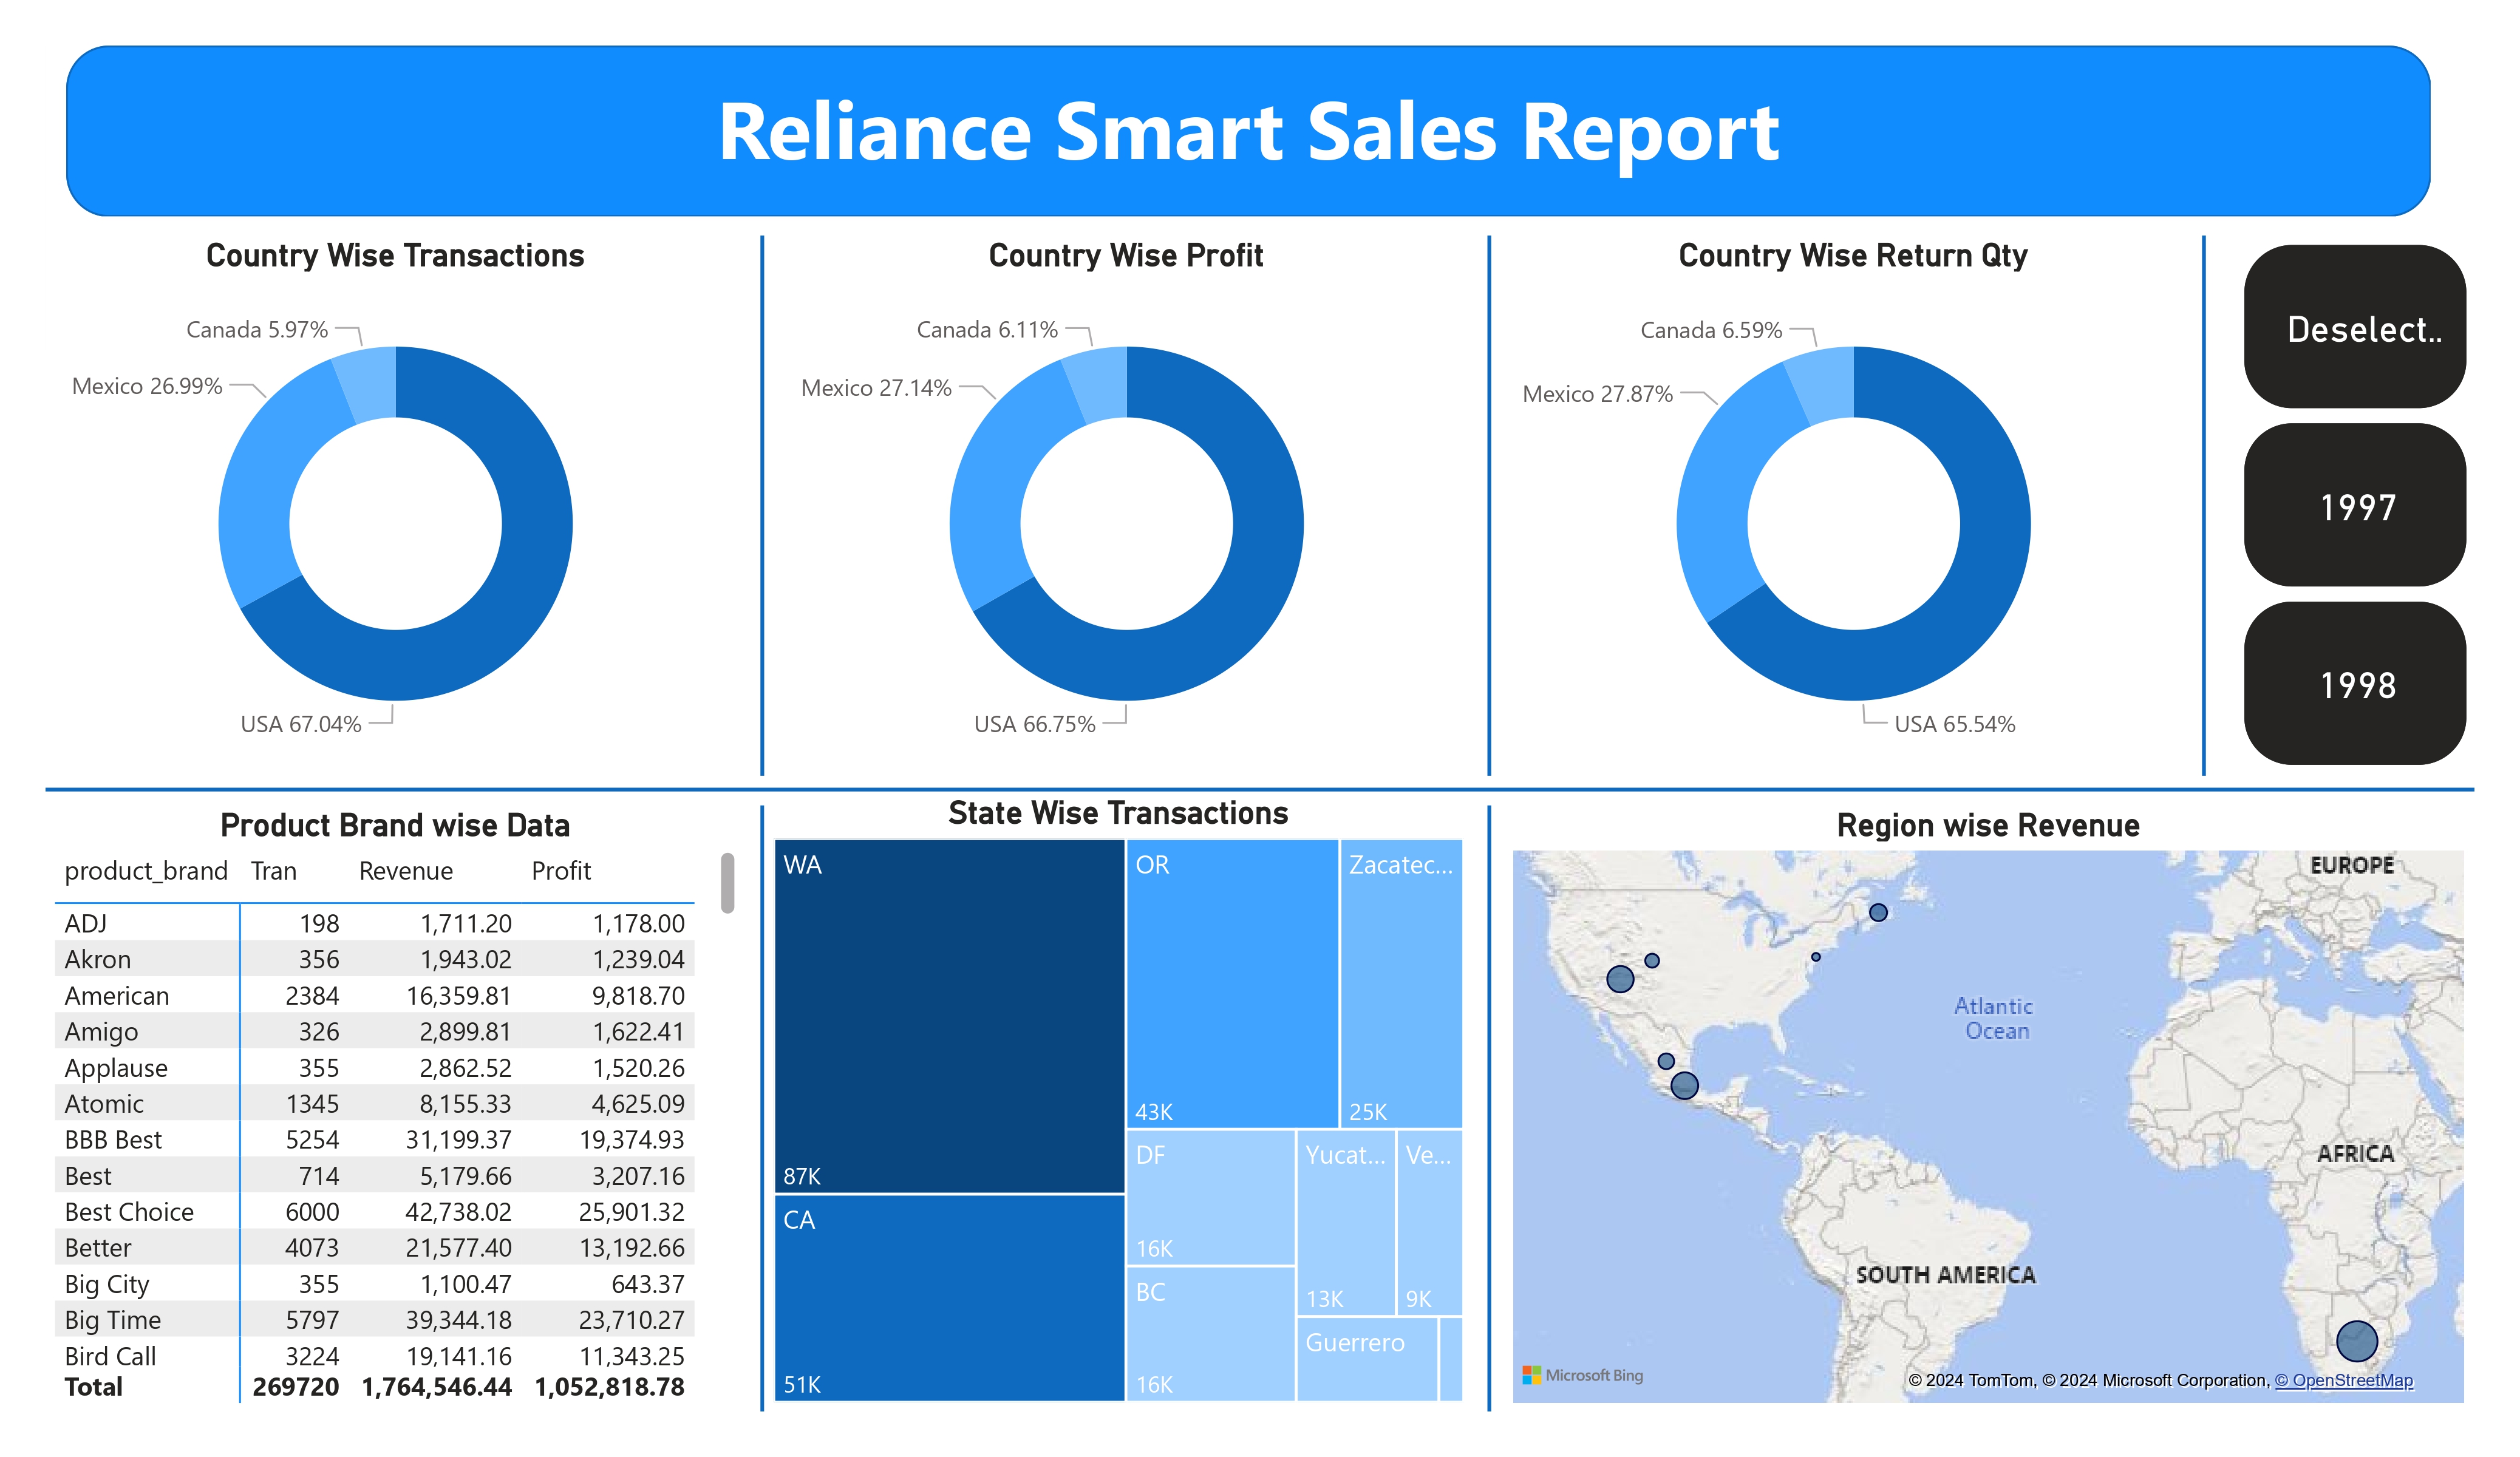 Reliance Smart Sales Report
Country Wise Transactions
Canada 5.97%
Mexico 26.99%
USA 67.04%
Country Wise Profit
Canada 6.11%
Mexico 27.14%
USA 66.75%
Country Wise Return Qty
Canada 6.59%
Mexico 27.87%
USA 65.54%
Deselect..
1997
1998
Product Brand wise Data
product_brand Tran Revenue Profit
ADJ 198 1,711.20 1,178.00
Akron 356 1,943.02 1,239.04
American 2384 16,359.81 9,818.70
Amigo 326 2,899.81 1,622.41
Applause 355 2,862.52 1,520.26
Atomic 1345 8,155.33 4,625.09
BBB Best 5254 31,199.37 19,374.93
Best 714 5,179.66 3,207.16
Best Choice 6000 42,738.02 25,901.32
Better 4073 21,577.40 13,192.66
Big City 355 1,100.47 643.37
Big Time 5797 39,344.18 23,710.27
Bird Call 3224 19,141.16 11,343.25
Total 269720 1,764,546.44 1,052,818.78
State Wise Transactions
WA
87K
CA
51K
OR
43K
Zacatec...
25K
DF
16K
BC
16K
Yucat...
13K
Ve...
9K
Guerrero
Region wise Revenue
EUROPE
Atlantic
Ocean
AFRICA
SOUTH AMERICA
Microsoft Bing
© 2024 TomTom, © 2024 Microsoft Corporation, © OpenStreetMap